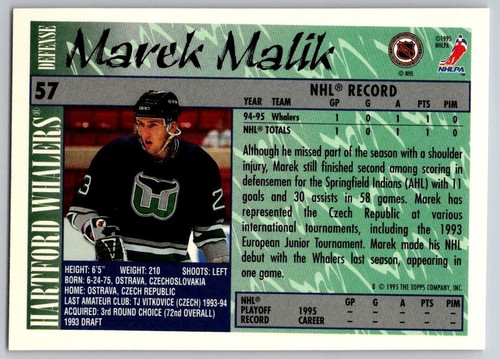 DEFENSE
Marek Malik
© NHL
©1995
NHLPA
NHLPA
57
HARTFORD WHALERS®
NHL® RECORD
YEAR TEAM GP G A PTS PIM
94-95 Whalers 1 0 1 1 0
NHL® TOTALS 1 0 1 1 0
Although he missed part of the season with a shoulder
injury, Marek still finished second among scoring in
defensemen for the Springfield Indians (AHL) with 11
goals and 30 assists in 58 games. Marek has
represented the Czech Republic at various
international tournaments, including the 1993
European Junior Tournament. Marek made his NHL
debut with the Whalers last season, appearing in
one game.
8 © 1995 THE TOPPS COMPANY, INC.
23
HEIGHT: 6'5" WEIGHT: 210 SHOOTS: LEFT
BORN: 6-24-75, OSTRAVA, CZECHOSLOVAKIA
HOME: OSTRAVA, CZECH REPUBLIC
LAST AMATEUR CLUB: TJ VITKOVICE (CZECH) 1993-94
ACQUIRED: 3rd ROUND CHOICE (72nd OVERALL)
1993 DRAFT
NHL® GP G A PTS PIM
PLAYOFF 1995 – – – – –
RECORD CAREER – – – – –